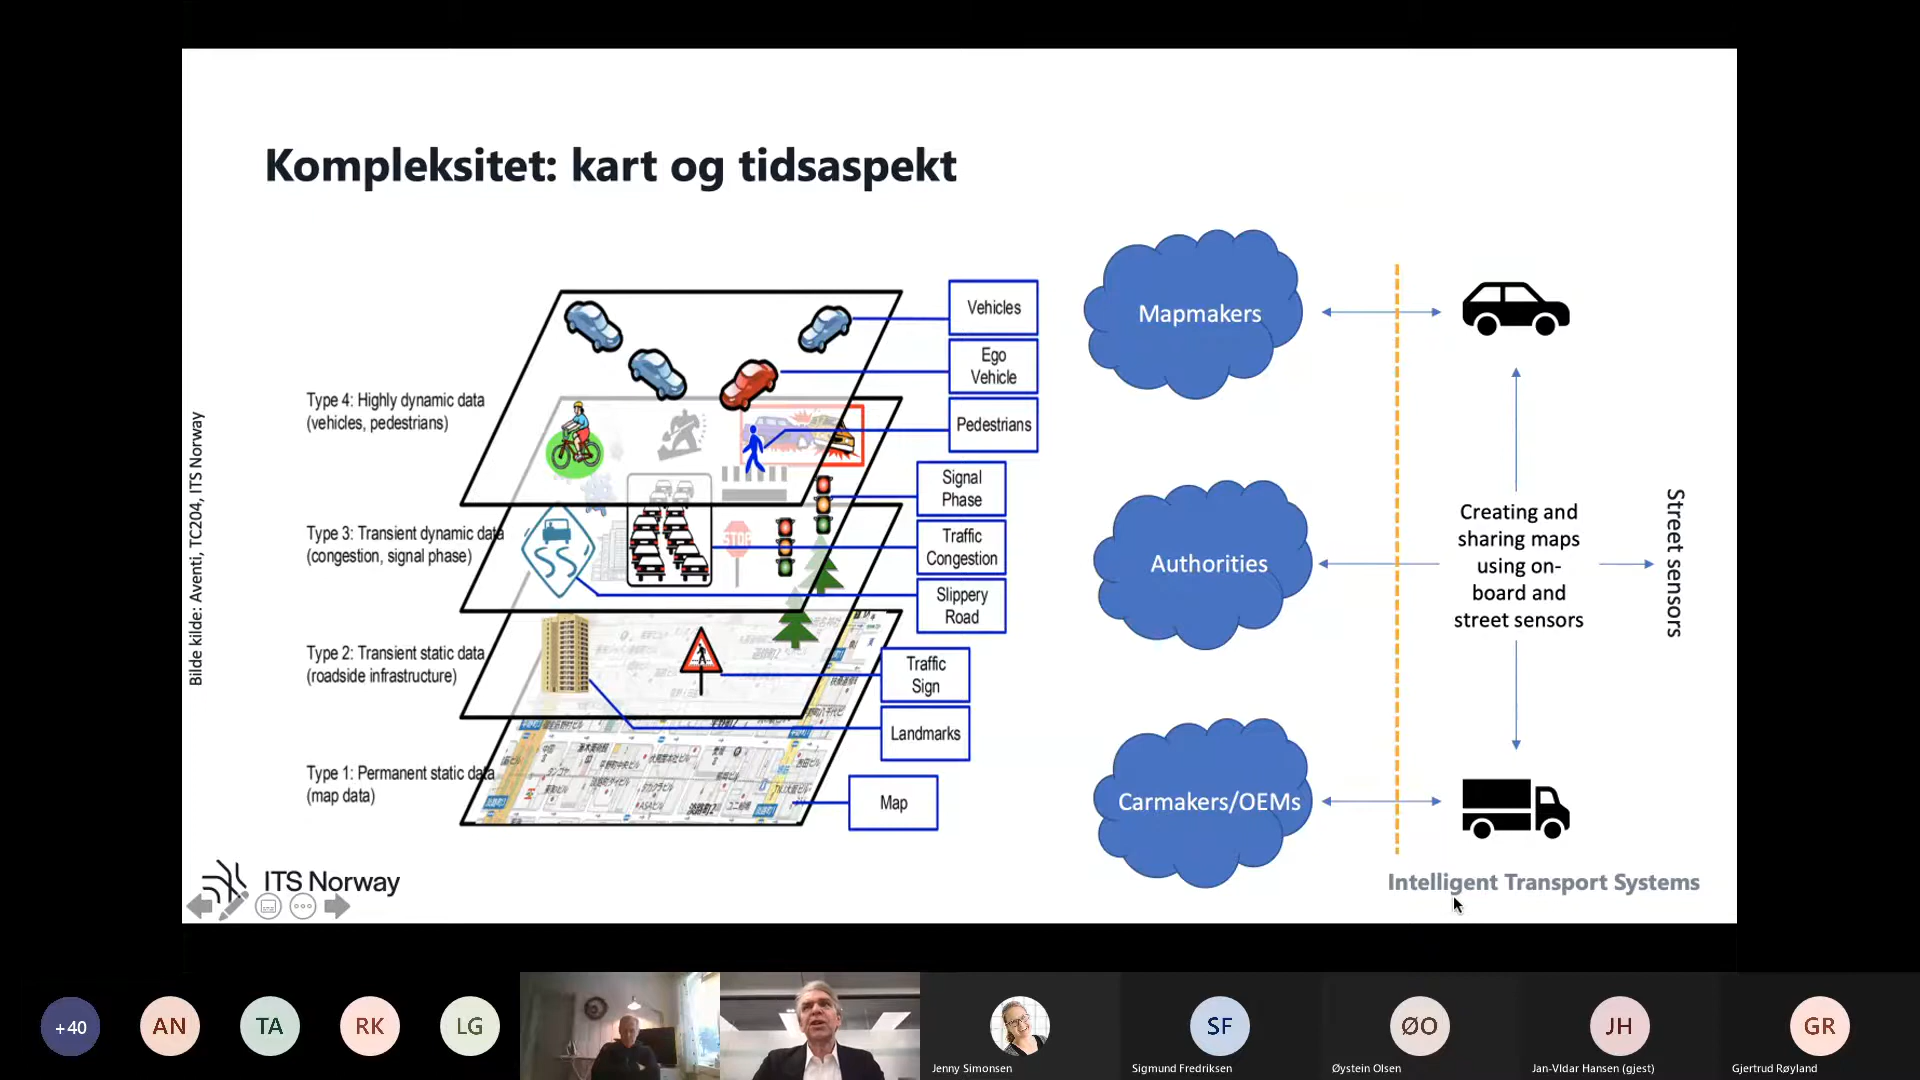 Kompleksitet: kart og tidsaspekt
Bilde kilde: Aventi, TC204, ITS Norway
Type 4: Highly dynamic data
(vehicles, pedestrians)
Type 3: Transient dynamic data
(congestion, signal phase)
Type 2: Transient static data
(roadside infrastructure)
Type 1: Permanent static data
(map data)
STOP
Vehicles
Ego
Vehicle
Pedestrians
Signal
Phase
Traffic
Congestion
Slippery
Road
Traffic
Sign
Landmarks
Map
Mapmakers
Authorities
Carmakers/OEMs
Creating and
sharing maps
using on-
board and
street sensors
Street sensors
ITS Norway
Intelligent Transport Systems
+40
AN
TA
RK
LG
Jenny Simonsen
SF
Sigmund Fredriksen
ØO
Øystein Olsen
JH
Jan-VIdar Hansen (gjest)
GR
Gjertrud Røyland